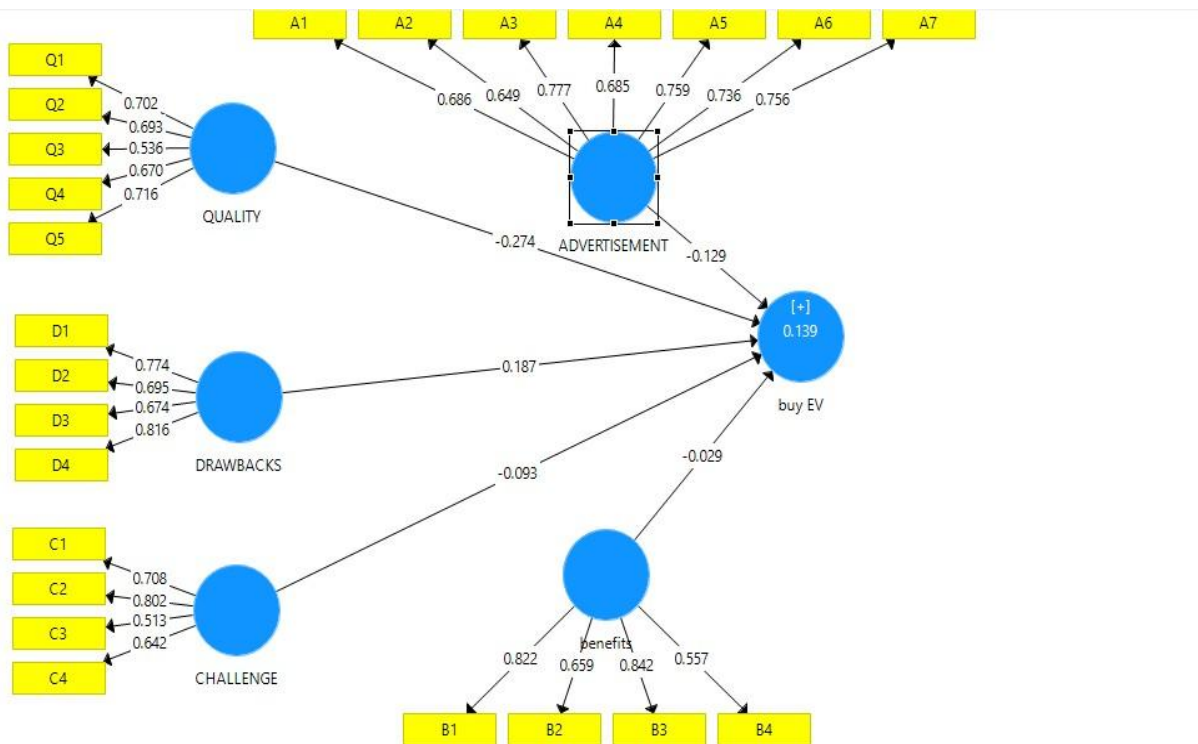 A1 A2 A3 A4 A5 A6 A7
0.686 0.649 0.777 0.685 0.759 0.736 0.756
ADVERTISEMENT
Q1
Q2
Q3
Q4
Q5
0.702
0.693
0.536
0.670
0.716
QUALITY
-0.274
-0.129
[+]
0.139
buy EV
D1
D2
D3
D4
0.774
0.695
0.674
0.816
DRAWBACKS
0.187
-0.093
-0.029
C1
C2
C3
C4
0.708
0.802
0.513
0.642
CHALLENGE
benefits
0.822 0.659 0.842 0.557
B1 B2 B3 B4